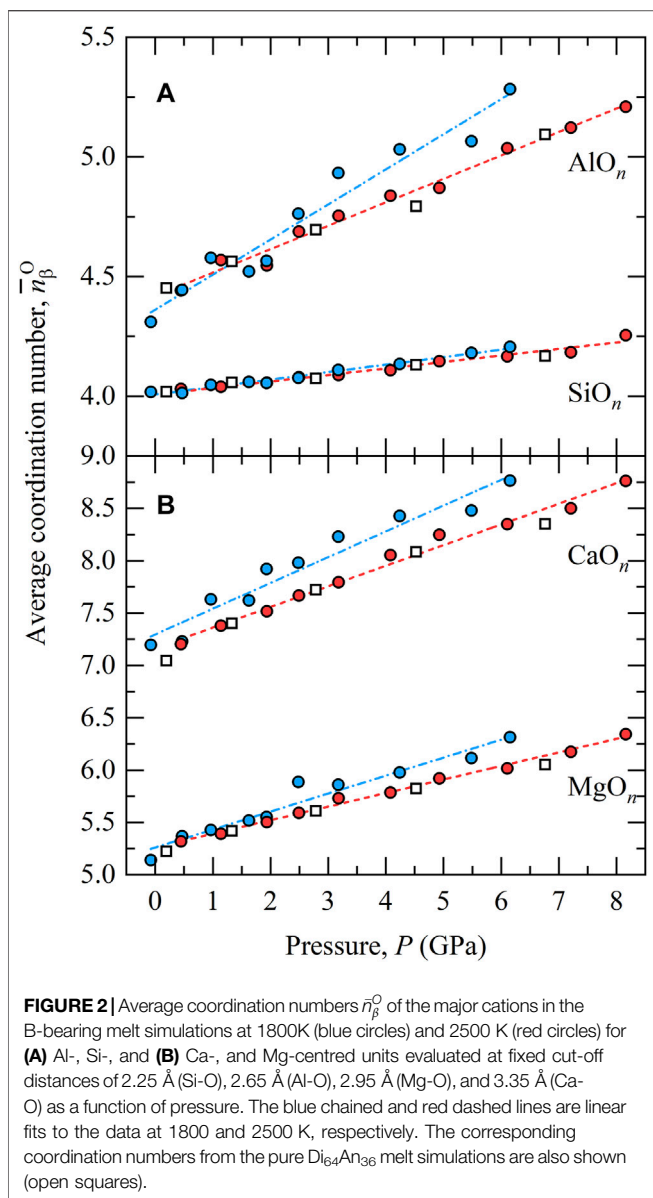 5.5
A
5.0
AlOn
4.5
4.0
SiOn
9.0
B
8.5
CaOn
8.0
7.5
7.0
6.5
6.0
MgOn
5.5
5.0
0 1 2 3 4 5 6 7 8
Average coordination number, n̅βO
Pressure, P (GPa)
FIGURE 2 | Average coordination numbers n̄βO of the major cations in the
B-bearing melt simulations at 1800K (blue circles) and 2500 K (red circles) for
(A) Al-, Si-, and (B) Ca-, and Mg-centred units evaluated at fixed cut-off
distances of 2.25 Å (Si-O), 2.65 Å (Al-O), 2.95 Å (Mg-O), and 3.35 Å (Ca-
O) as a function of pressure. The blue chained and red dashed lines are linear
fits to the data at 1800 and 2500 K, respectively. The corresponding
coordination numbers from the pure Di64An36 melt simulations are also shown
(open squares).